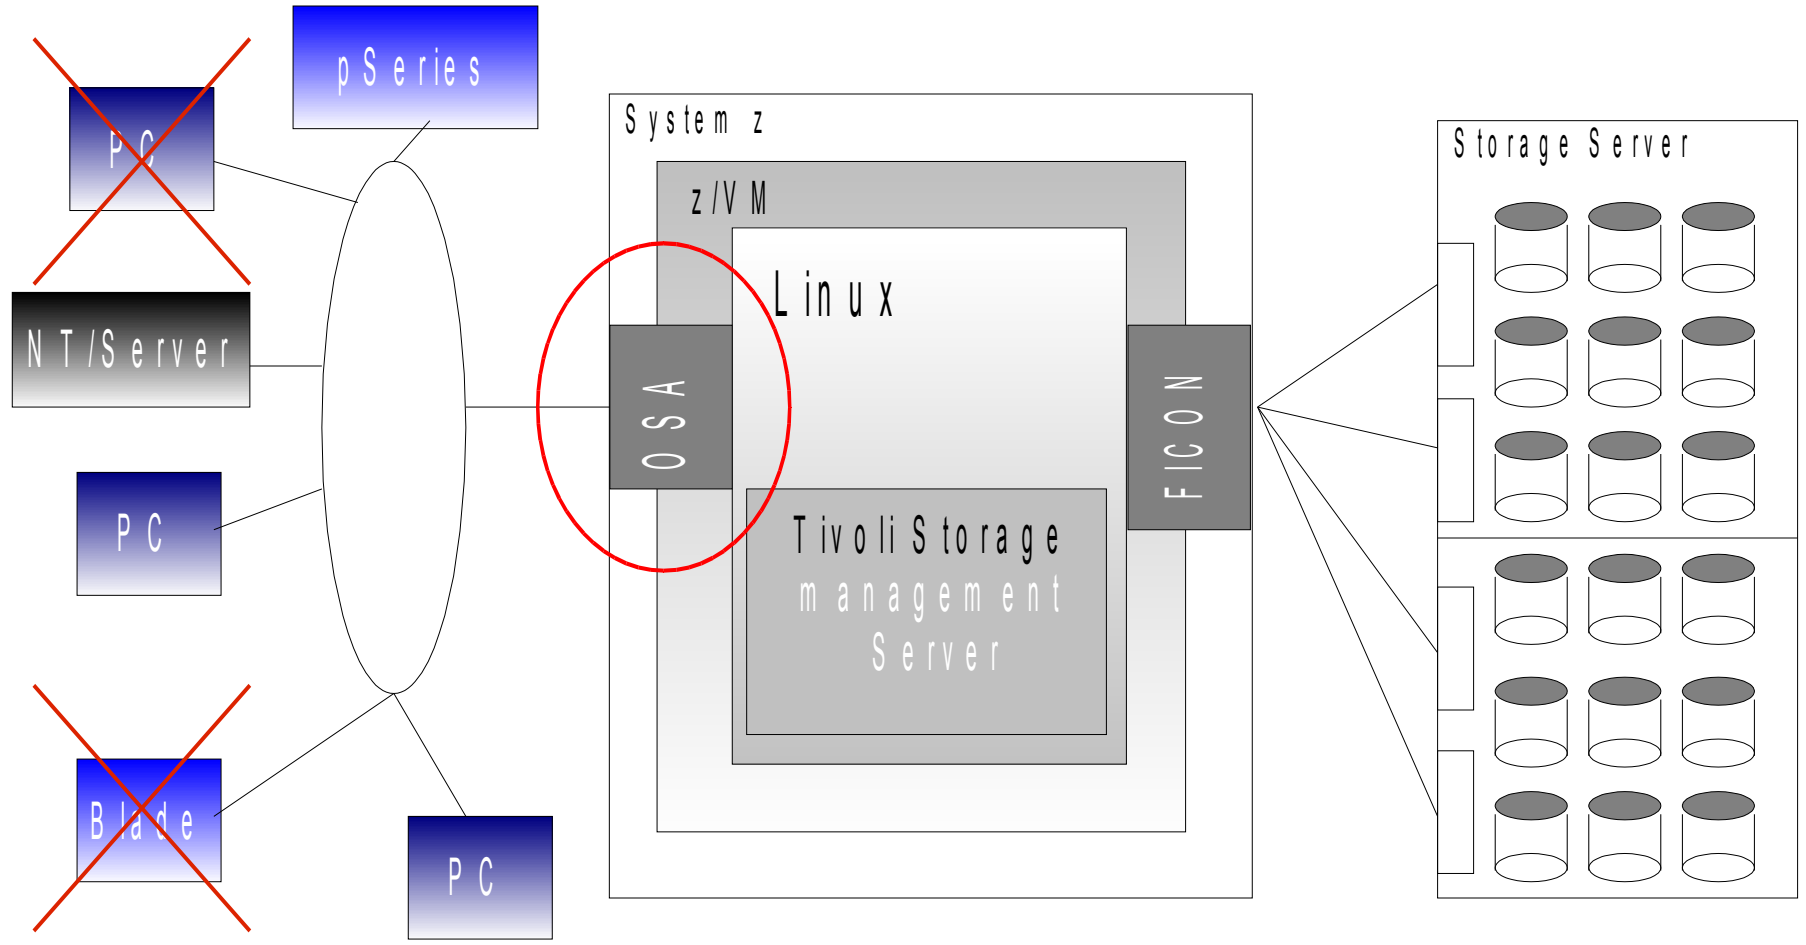 pSeries
PC
NT/Server
PC
Blade
PC
System z
z/VM
Linux
OSA
FICON
Tivoli Storage
management
Server
Storage Server